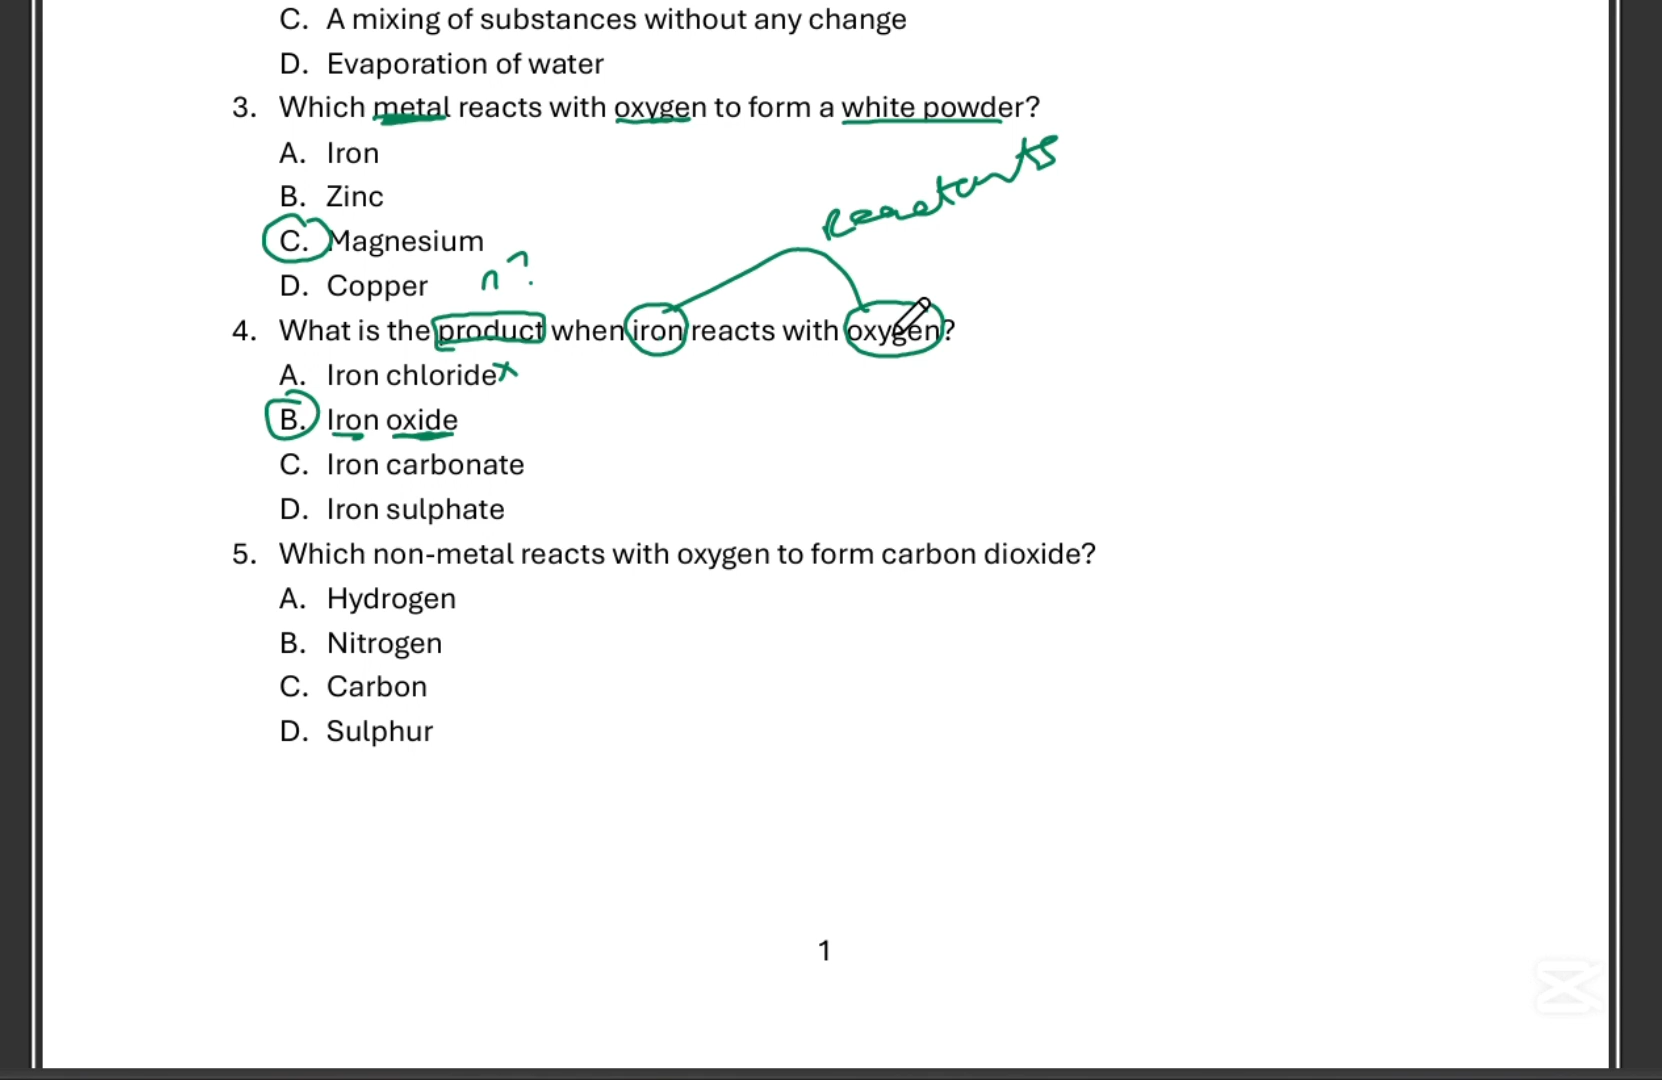 C. A mixing of substances without any change
D. Evaporation of water
3. Which metal reacts with oxygen to form a white powder?
A. Iron
reactants
B. Zinc
C. Magnesium
D. Copper n?
4. What is the product when iron reacts with oxygen?
A. Iron chloride x
B. Iron oxide
C. Iron carbonate
D. Iron sulphate
5. Which non-metal reacts with oxygen to form carbon dioxide?
A. Hydrogen
B. Nitrogen
C. Carbon
D. Sulphur
1